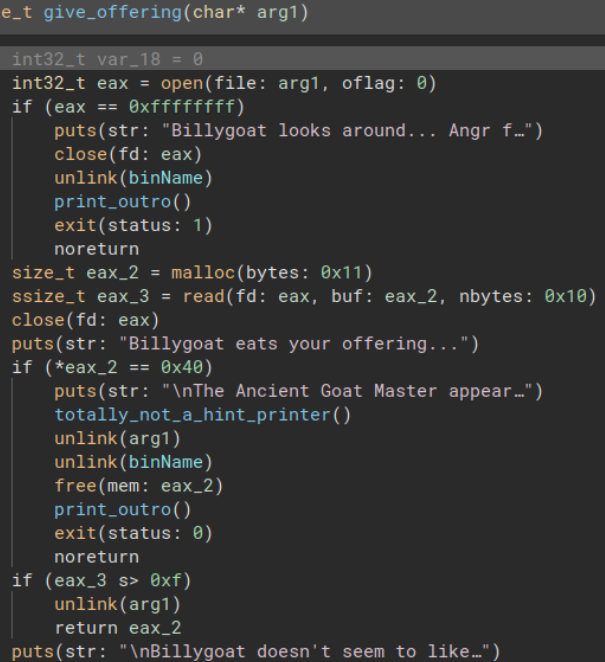 e_t give_offering(char* arg1)
int32_t var_18 = 0
int32_t eax = open(file: arg1, oflag: 0)
if (eax == 0xffffffff)
puts(str: "Billygoat looks around... Angr f…")
close(fd: eax)
unlink(binName)
print_outro()
exit(status: 1)
noreturn
size_t eax_2 = malloc(bytes: 0x11)
ssize_t eax_3 = read(fd: eax, buf: eax_2, nbytes: 0x10)
close(fd: eax)
puts(str: "Billygoat eats your offering...")
if (*eax_2 == 0x40)
puts(str: "\nThe Ancient Goat Master appear…")
totally_not_a_hint_printer()
unlink(arg1)
unlink(binName)
free(mem: eax_2)
print_outro()
exit(status: 0)
noreturn
if (eax_3 s> 0xf)
unlink(arg1)
return eax_2
puts(str: "\nBillygoat doesn't seem to like…")